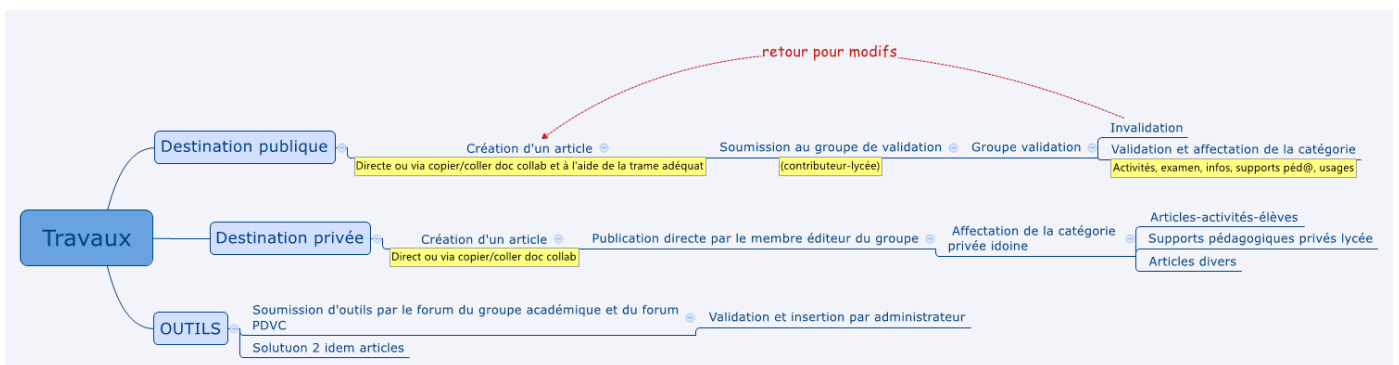 retour pour modifs
Travaux
Destination publique
Création d'un article
Directe ou via copier/coller doc collab et à l'aide de la trame adéquat
Soumission au groupe de validation
(contributeur-lycée)
Groupe validation
Invalidation
Validation et affectation de la catégorie
Activités, examen, infos, supports péd@, usages
Destination privée
Création d'un article
Direct ou via copier/coller doc collab
Publication directe par le membre éditeur du groupe
Affectation de la catégorie
privée idoine
Articles-activités-élèves
Supports pédagogiques privés lycée
Articles divers
OUTILS
Soumission d'outils par le forum du groupe académique et du forum
PDVC
Validation et insertion par administrateur
Solutuon 2 idem articles